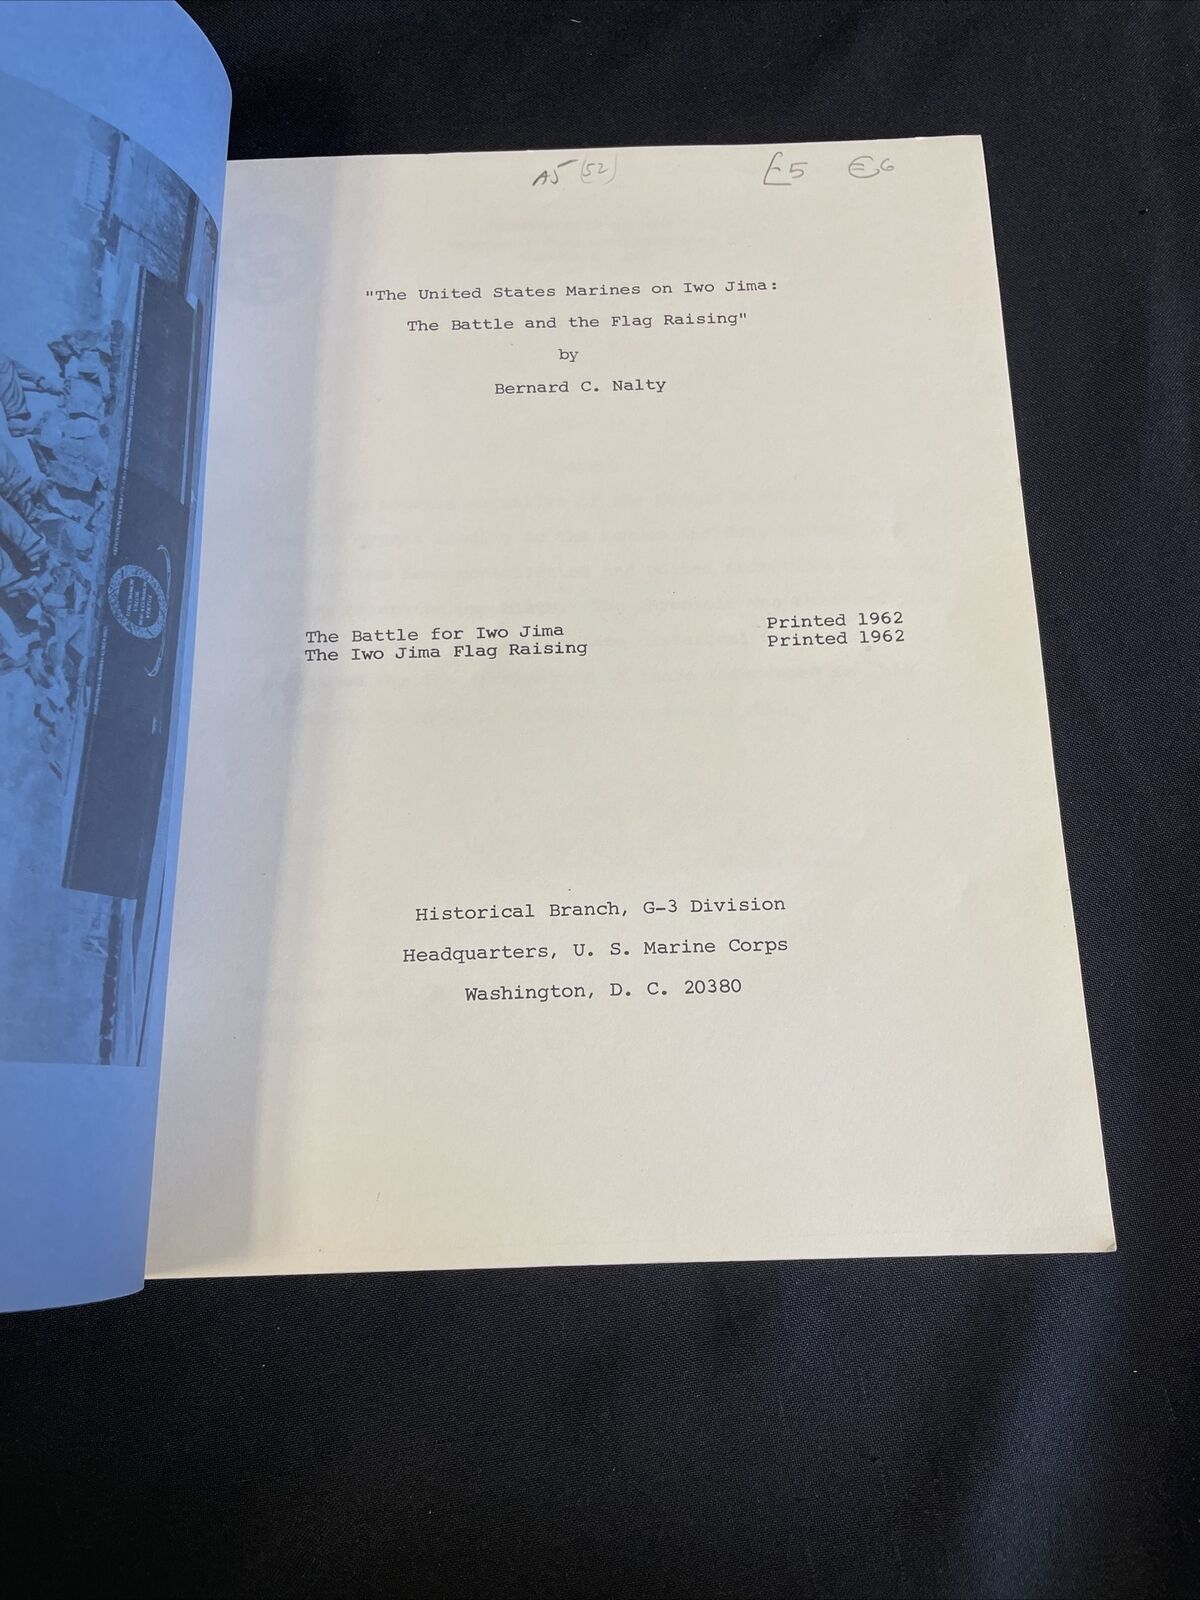 A5 (52) £5 €6
"The United States Marines on Iwo Jima:
The Battle and the Flag Raising"
by
Bernard C. Nalty
The Battle for Iwo Jima Printed 1962
The Iwo Jima Flag Raising Printed 1962
Historical Branch, G-3 Division
Headquarters, U. S. Marine Corps
Washington, D. C. 20380